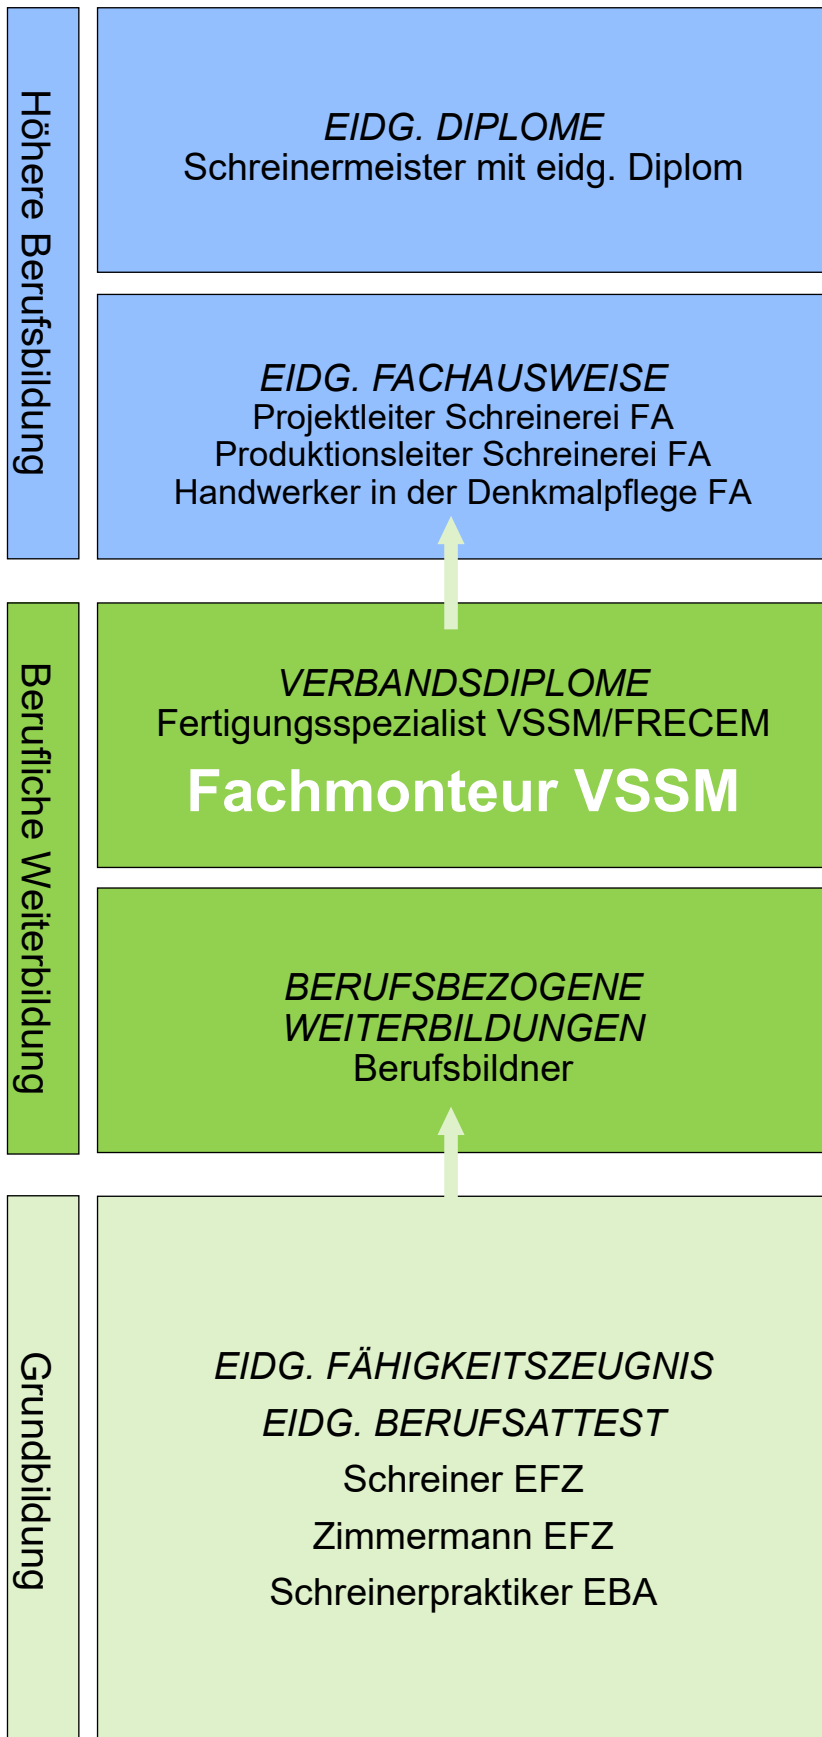 Höhere Berufsbildung
EIDG. DIPLOME
Schreinermeister mit eidg. Diplom
EIDG. FACHAUSWEISE
Projektleiter Schreinerei FA
Produktionsleiter Schreinerei FA
Handwerker in der Denkmalpflege FA
Berufliche Weiterbildung
VERBANDSDIPLOME
Fertigungsspezialist VSSM/FRECEM
Fachmonteur VSSM
BERUFSBEZOGENE
WEITERBILDUNGEN
Berufsbildner
Grundbildung
EIDG. FÄHIGKEITSZEUGNIS
EIDG. BERUFSATTEST
Schreiner EFZ
Zimmermann EFZ
Schreinerpraktiker EBA